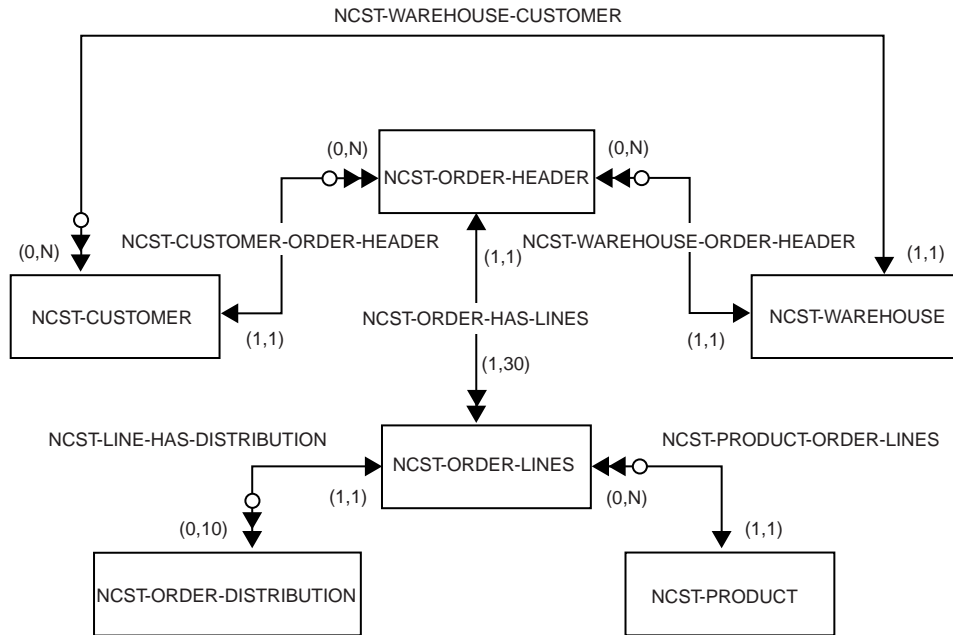 NCST-WAREHOUSE-CUSTOMER
(0,N)
(0,N)
NCST-ORDER-HEADER
NCST-CUSTOMER-ORDER-HEADER
NCST-WAREHOUSE-ORDER-HEADER
(0,N)
(1,1)
(1,1)
NCST-CUSTOMER
NCST-ORDER-HAS-LINES
NCST-WAREHOUSE
(1,1)
(1,1)
(1,30)
NCST-LINE-HAS-DISTRIBUTION
NCST-PRODUCT-ORDER-LINES
NCST-ORDER-LINES
(1,1)
(0,N)
(0,10)
(1,1)
NCST-ORDER-DISTRIBUTION
NCST-PRODUCT